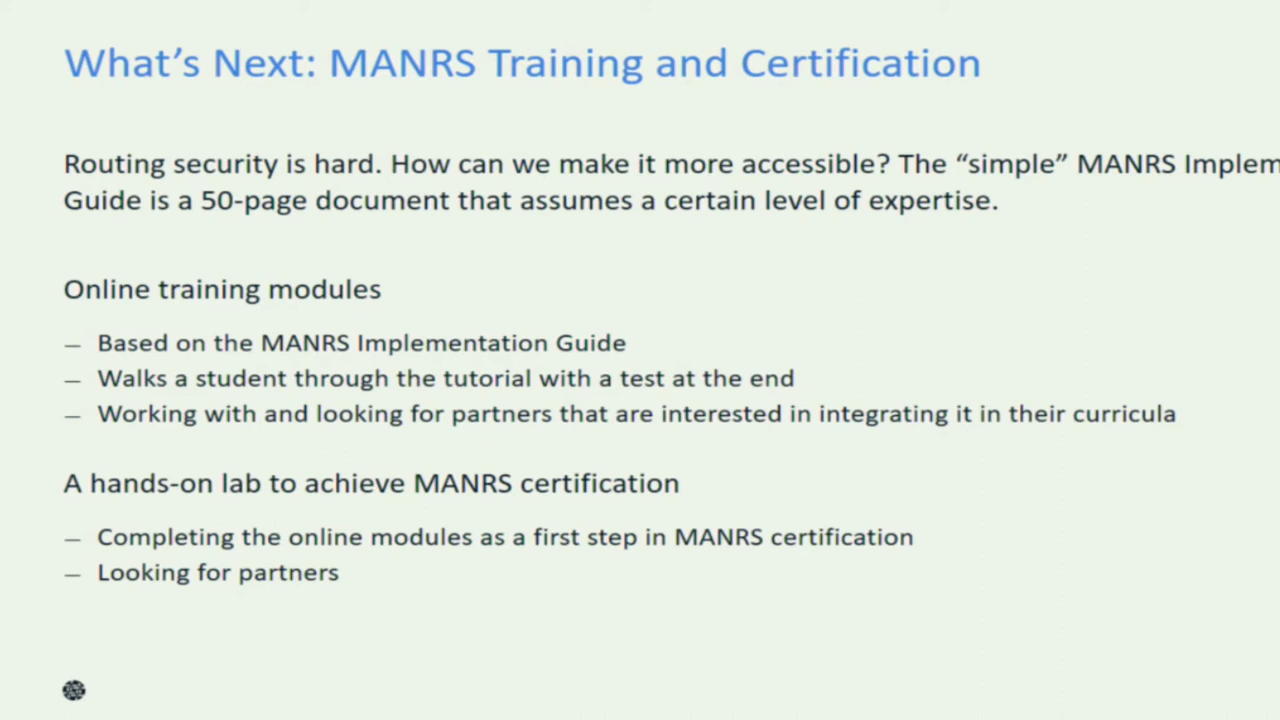 What's Next: MANRS Training and Certification
Routing security is hard. How can we make it more accessible? The “simple” MANRS Implem
Guide is a 50-page document that assumes a certain level of expertise.
Online training modules
– Based on the MANRS Implementation Guide
– Walks a student through the tutorial with a test at the end
– Working with and looking for partners that are interested in integrating it in their curricula
A hands-on lab to achieve MANRS certification
– Completing the online modules as a first step in MANRS certification
– Looking for partners